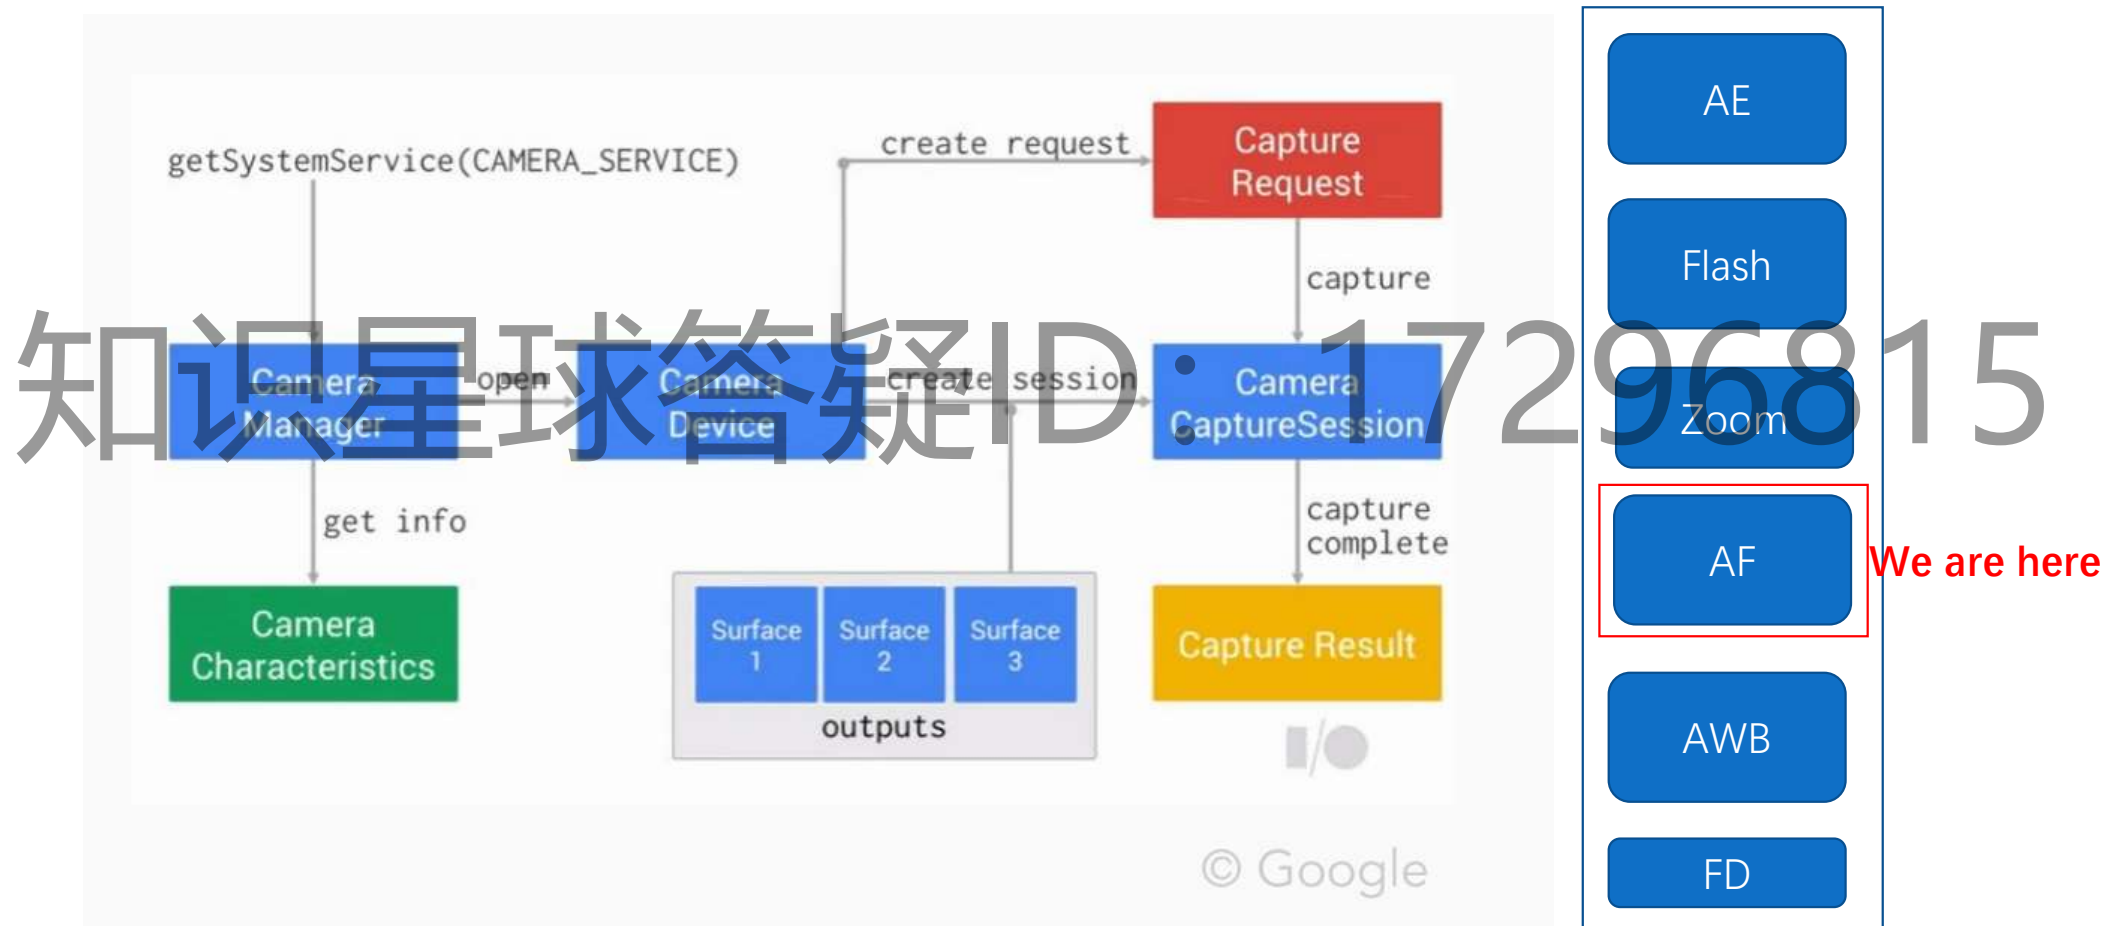 getSystemService(CAMERA_SERVICE)
create request
Capture
Request
capture
Camera
Manager
open
Camera
Device
create session
Camera
CaptureSession
get info
capture
complete
Camera
Characteristics
Surface
1
Surface
2
Surface
3
outputs
Capture Result
I/O
© Google
知识星球答疑ID：17296815
AE
Flash
Zoom
AF
We are here
AWB
FD